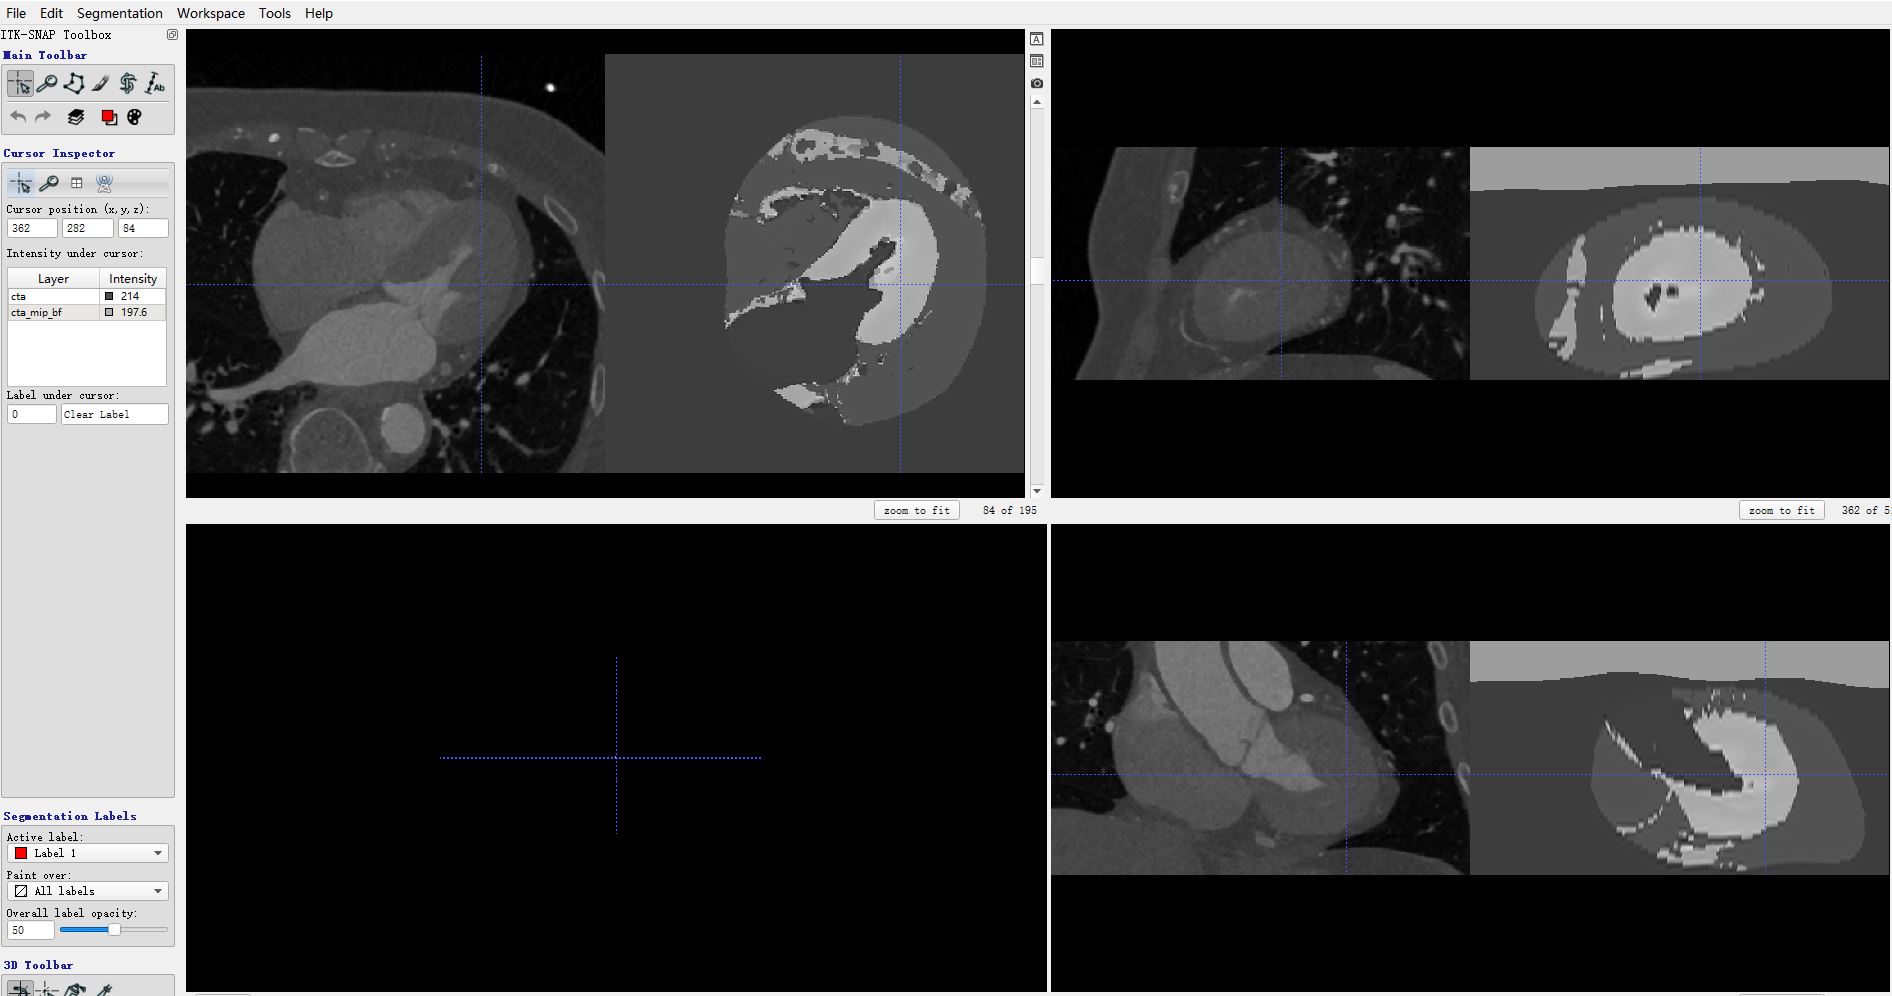 File Edit Segmentation Workspace Tools Help
ITK-SNAP Toolbox
Main Toolbar
Ab
Cursor Inspector
Cursor position (x,y,z):
362 282 84
Intensity under cursor:
Layer Intensity
cta 214
cta_mip_bf 197.6
Label under cursor:
0 Clear Label
A
zoom to fit 84 of 195
zoom to fit 362 of 51
Segmentation Labels
Active label:
Label 1
Paint over:
All labels
Overall label opacity:
50
3D Toolbar